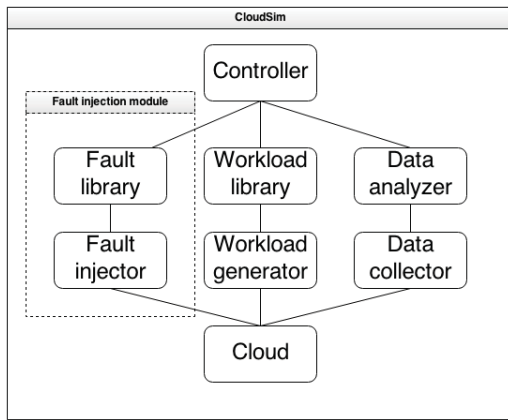 CloudSim
Controller
Fault injection module
Fault
library
Workload
library
Data
analyzer
Fault
injector
Workload
generator
Data
collector
Cloud